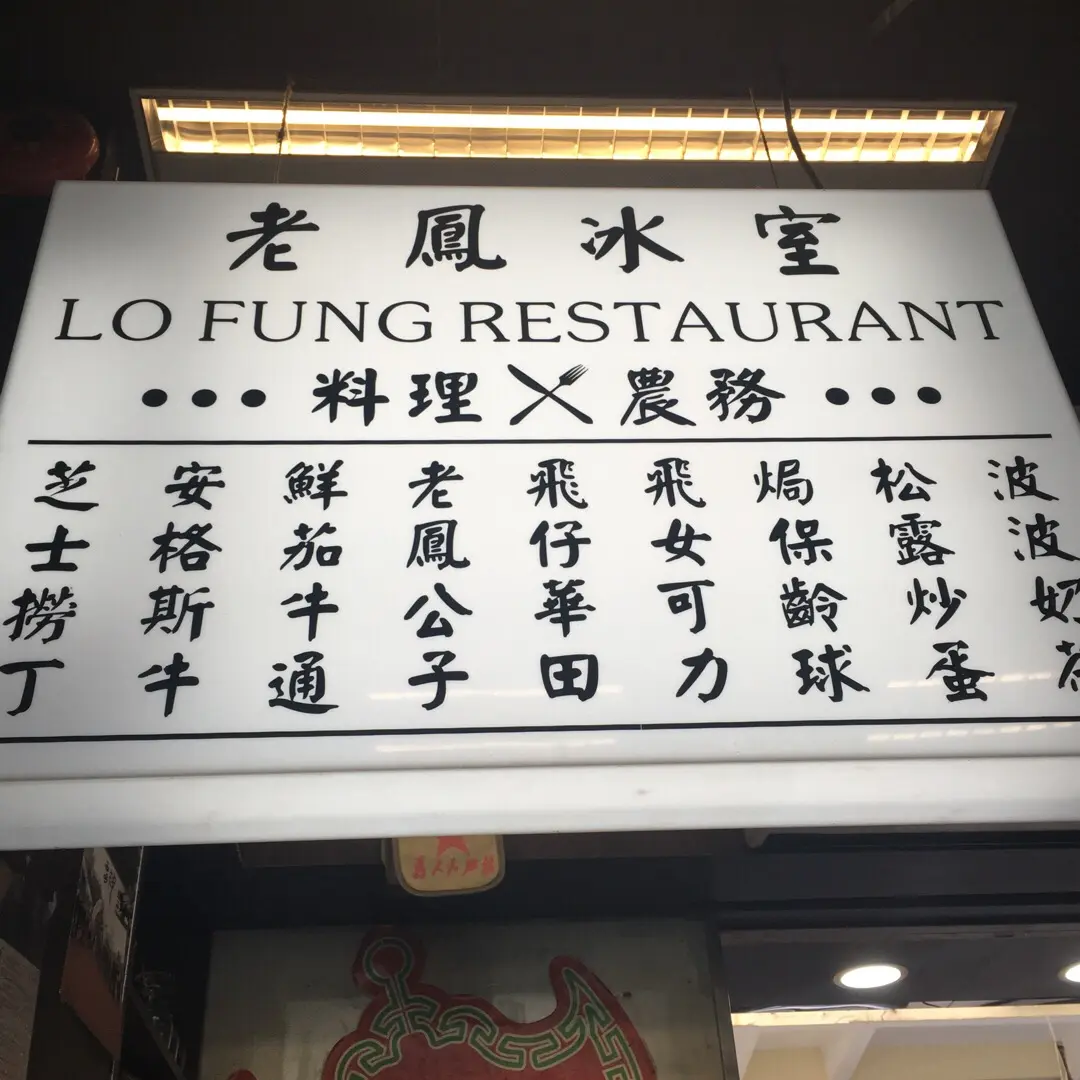 老鳳冰室
LO FUNG RESTAURANT
料理 農務
芝士撈丁
安格斯牛
鮮茄牛通
老鳳公子
飛仔華田
飛女可力
焗保齡球
松露炒蛋
波波奶茶